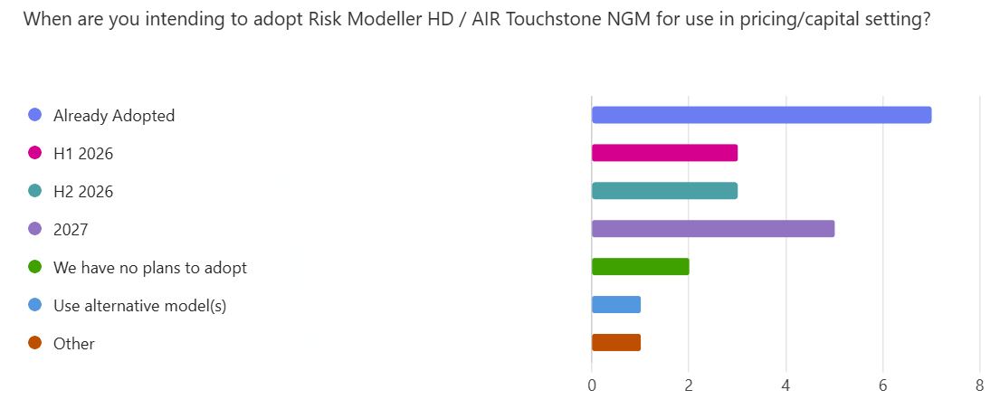 When are you intending to adopt Risk Modeller HD / AIR Touchstone NGM for use in pricing/capital setting?
Already Adopted
H1 2026
H2 2026
2027
We have no plans to adopt
Use alternative model(s)
Other
0 2 4 6 8